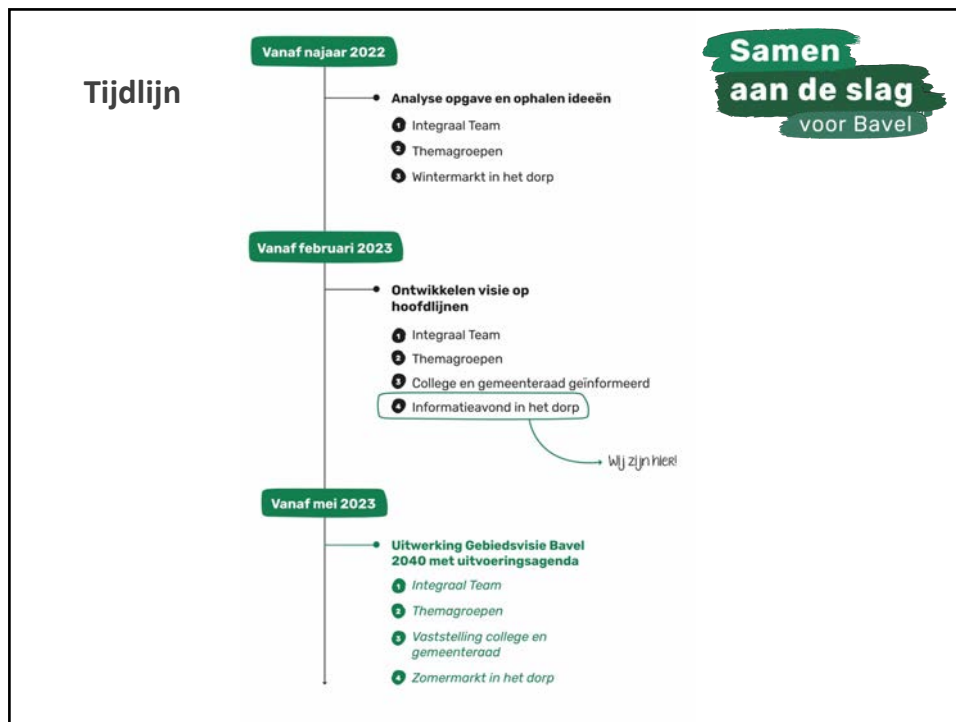 Tijdlijn
Samen
aan de slag
voor Bavel
Vanaf najaar 2022
Analyse opgave en ophalen ideeën
1 Integraal Team
2 Themagroepen
3 Wintermarkt in het dorp
Vanaf februari 2023
Ontwikkelen visie op
hoofdlijnen
1 Integraal Team
2 Themagroepen
3 College en gemeenteraad geïnformeerd
4 Informatieavond in het dorp
Wij zijn hier!
Vanaf mei 2023
Uitwerking Gebiedsvisie Bavel
2040 met uitvoeringsagenda
1 Integraal Team
2 Themagroepen
3 Vaststelling college en
gemeenteraad
4 Zomermarkt in het dorp